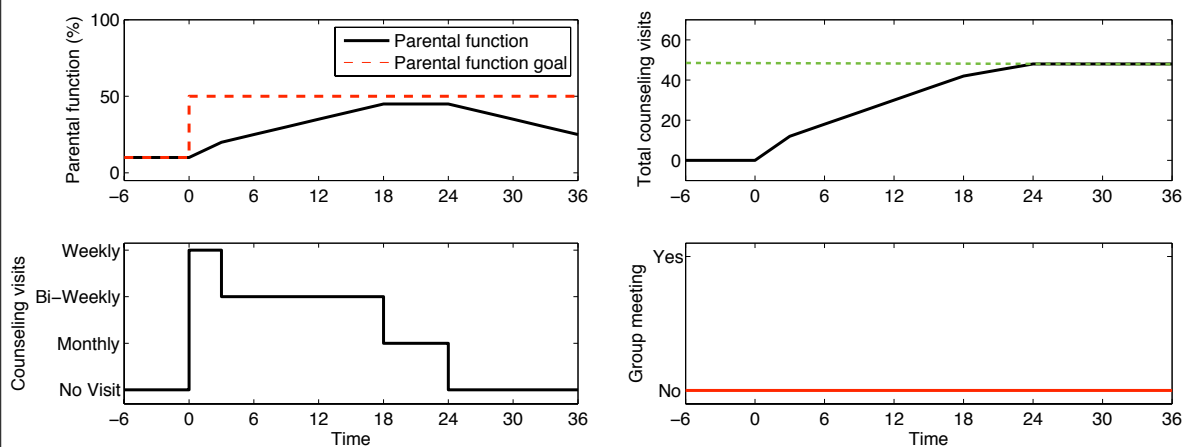 Parental function (%)
100
50
0
Parental function
Parental function goal
−6 0 6 12 18 24 30 36
Total counseling visits
60
40
20
0
−6 0 6 12 18 24 30 36
Counseling visits
Weekly
Bi−Weekly
Monthly
No Visit
−6 0 6 12 18 24 30 36
Time
Group meeting
Yes
No
−6 0 6 12 18 24 30 36
Time